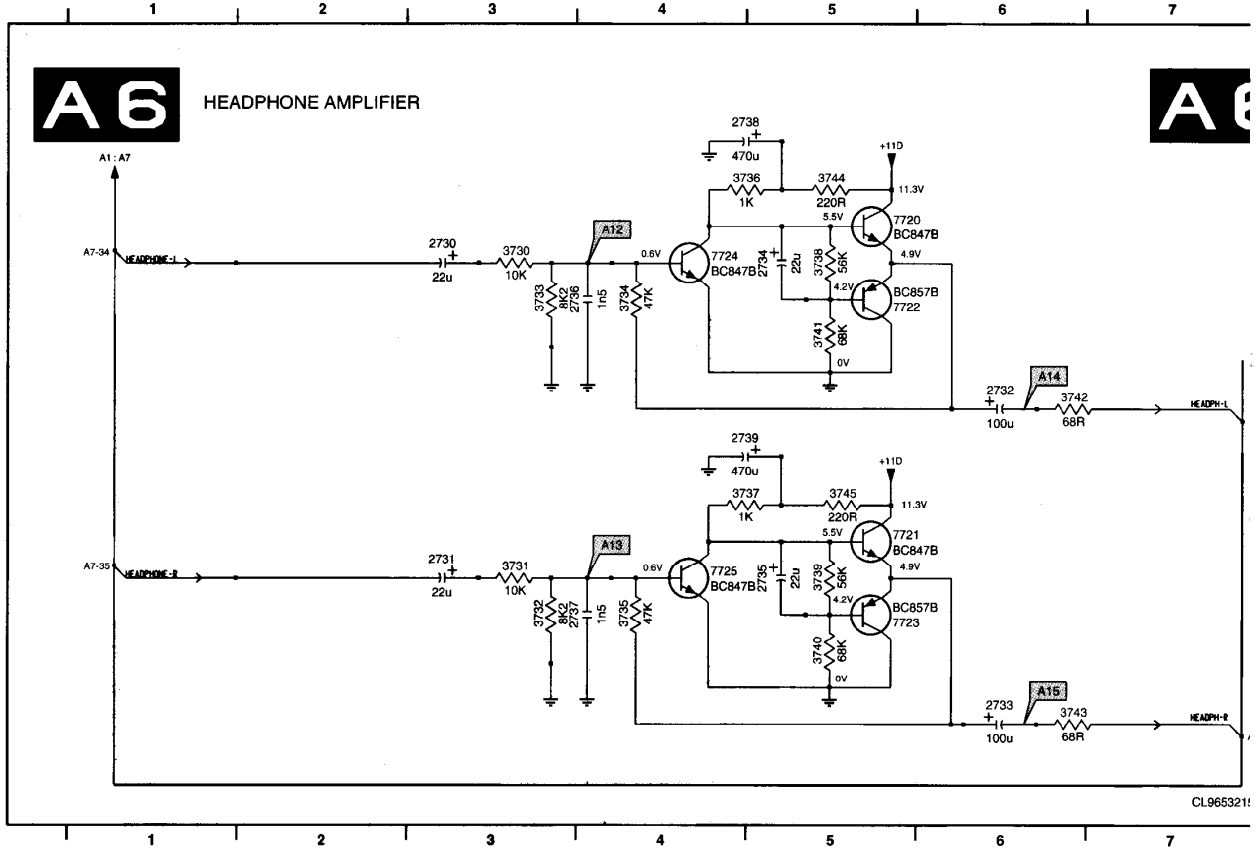 1 2 3 4 5 6 7
A 6 HEADPHONE AMPLIFIER
A 6
A1 : A7
2738
+
470u
+11D
3736
1K
3744
220R
11.3V
5.5V
7720
BC847B
A12
A7-34
HEADPHONE-L
2730
+
22u
3730
10K
0.6V
7724
BC847B
2734
+
22u
3738
56K
4.9V
3733
8K2
2736
1n5
3734
47K
4.2V
BC857B
7722
3741
68K
0V
2732
+
100u
A14
3742
68R
HEADPH-L
2739
+
470u
+11D
3737
1K
3745
220R
11.3V
5.5V
7721
BC847B
A13
A7-35
HEADPHONE-R
2731
+
22u
3731
10K
0.6V
7725
BC847B
2735
+
22u
3739
56K
4.9V
3732
8K2
2737
1n5
3735
47K
4.2V
BC857B
7723
3740
68K
0V
2733
+
100u
A15
3743
68R
HEADPH-R
A
CL9653215
1 2 3 4 5 6 7